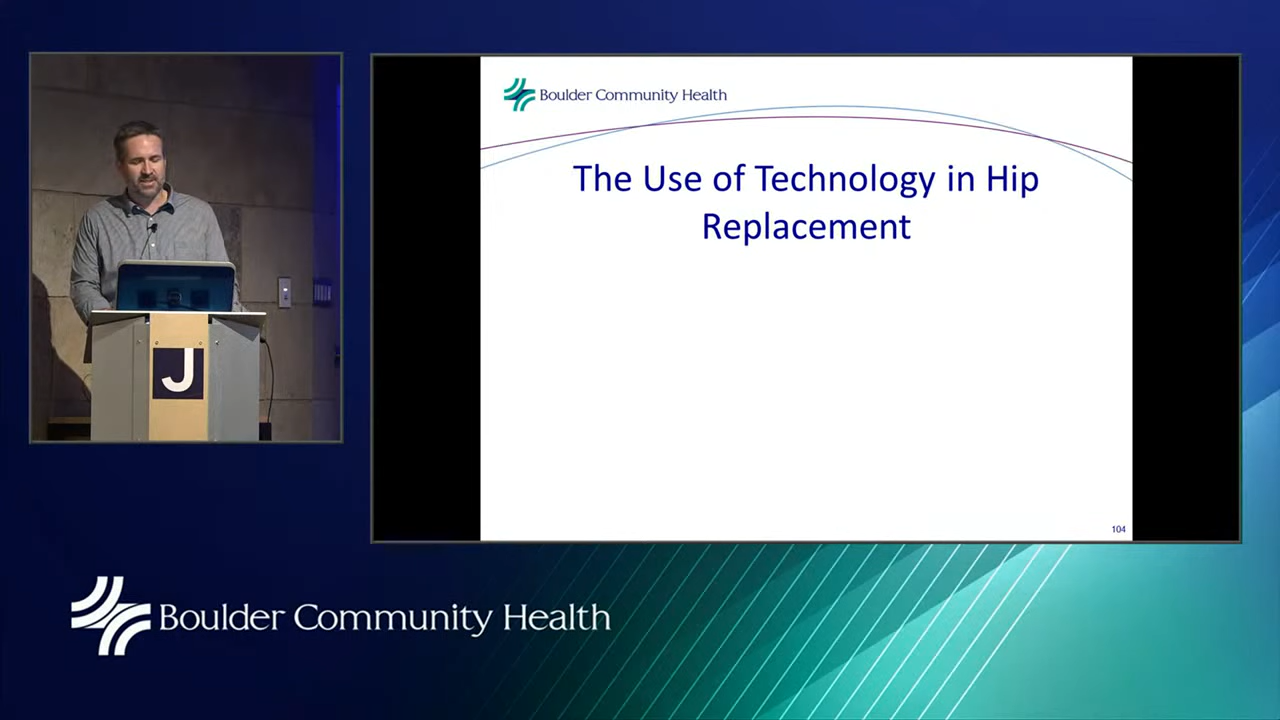 Boulder Community Health
The Use of Technology in Hip
Replacement
104
J
Boulder Community Health